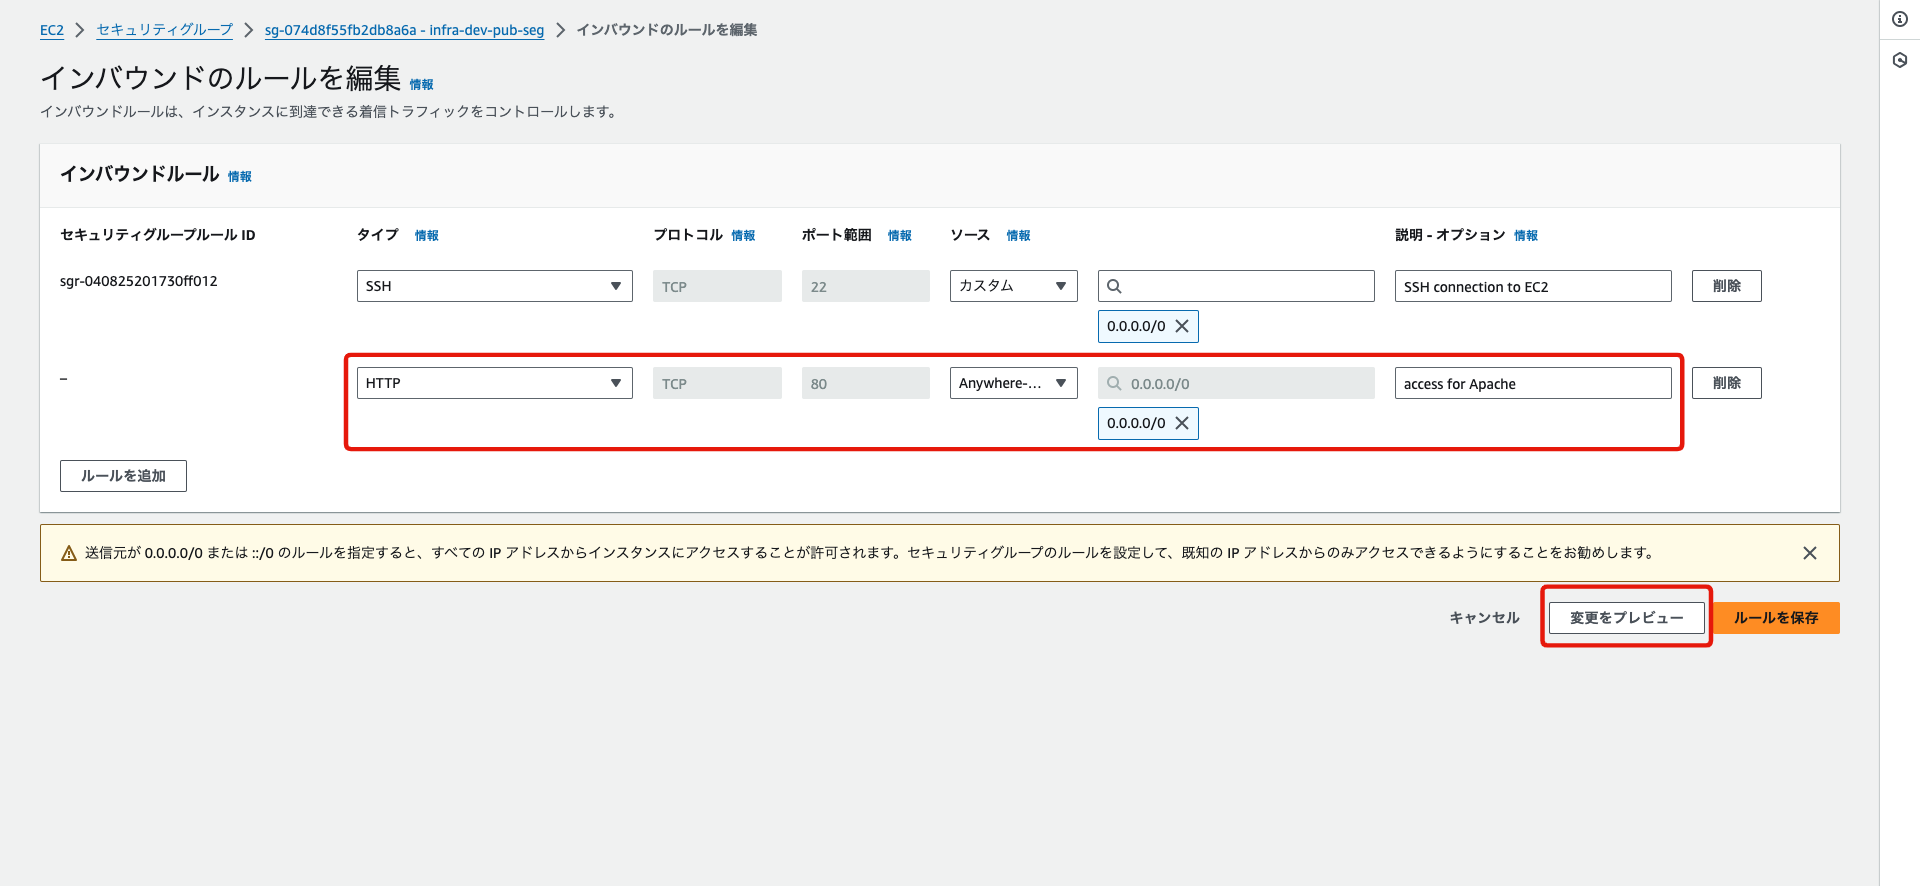 EC2 > セキュリティグループ > sg-074d8f55fb2db8a6a - infra-dev-pub-seg > インバウンドのルールを編集
インバウンドのルールを編集 情報
インバウンドルールは、インスタンスに到達できる着信トラフィックをコントロールします。
インバウンドルール 情報
セキュリティグループルール ID タイプ 情報 プロトコル 情報 ポート範囲 情報 ソース 情報 説明 - オプション 情報
sgr-040825201730ff012 SSH TCP 22 カスタム SSH connection to EC2 削除
0.0.0.0/0
– HTTP TCP 80 Anywhere-... 0.0.0.0/0 access for Apache 削除
0.0.0.0/0
ルールを追加
送信元が 0.0.0.0/0 または ::/0 のルールを指定すると、すべての IP アドレスからインスタンスにアクセスすることが許可されます。セキュリティグループのルールを設定して、既知の IP アドレスからのみアクセスできるようにすることをお勧めします。
キャンセル 変更をプレビュー ルールを保存